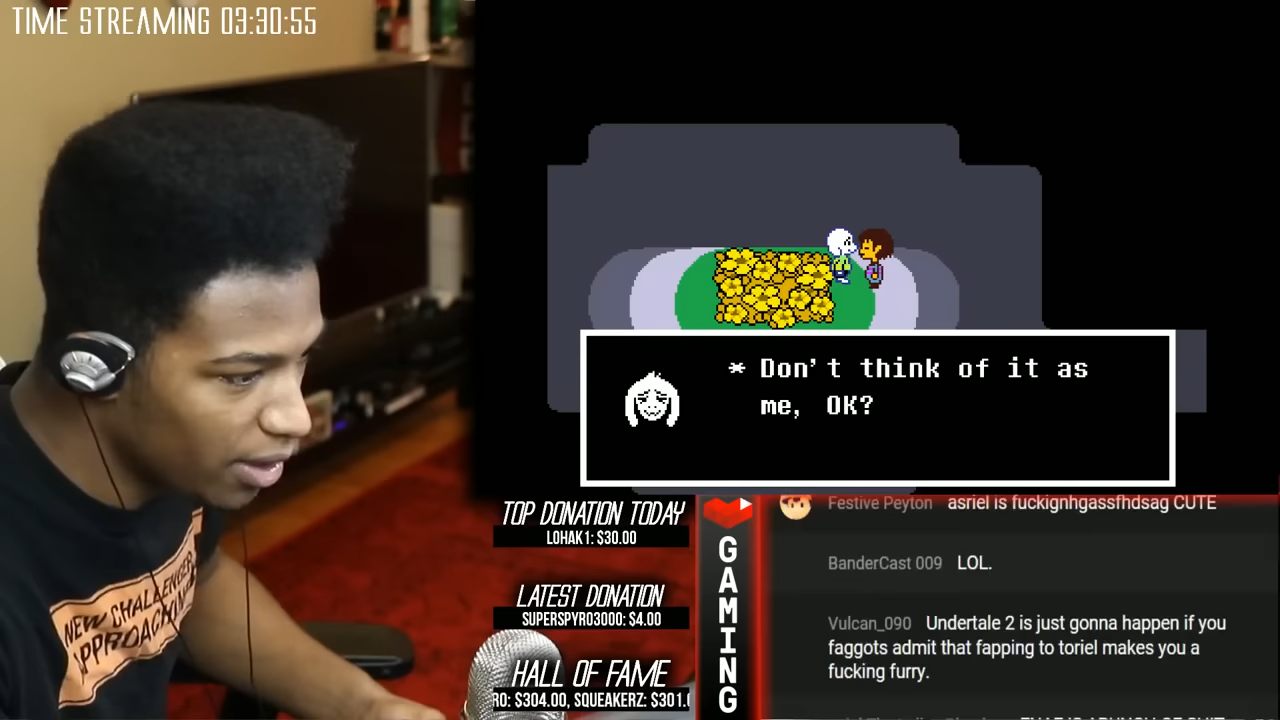 TIME STREAMING 03:30:55
* Don't think of it as
me, OK?
NEW CHALLENGER
APPROACHING
TOP DONATION TODAY
LOHAK1: $30.00
LATEST DONATION
SUPERSPYRO3000: $4.00
HALL OF FAME
RO: $304.00, SQUEAKERZ: $301.
GAMING
Festive Peyton asriel is fuckignhgassfhdsag CUTE
BanderCast 009 LOL.
Vulcan_090 Undertale 2 is just gonna happen if you
faggots admit that fapping to toriel makes you a
fucking furry.